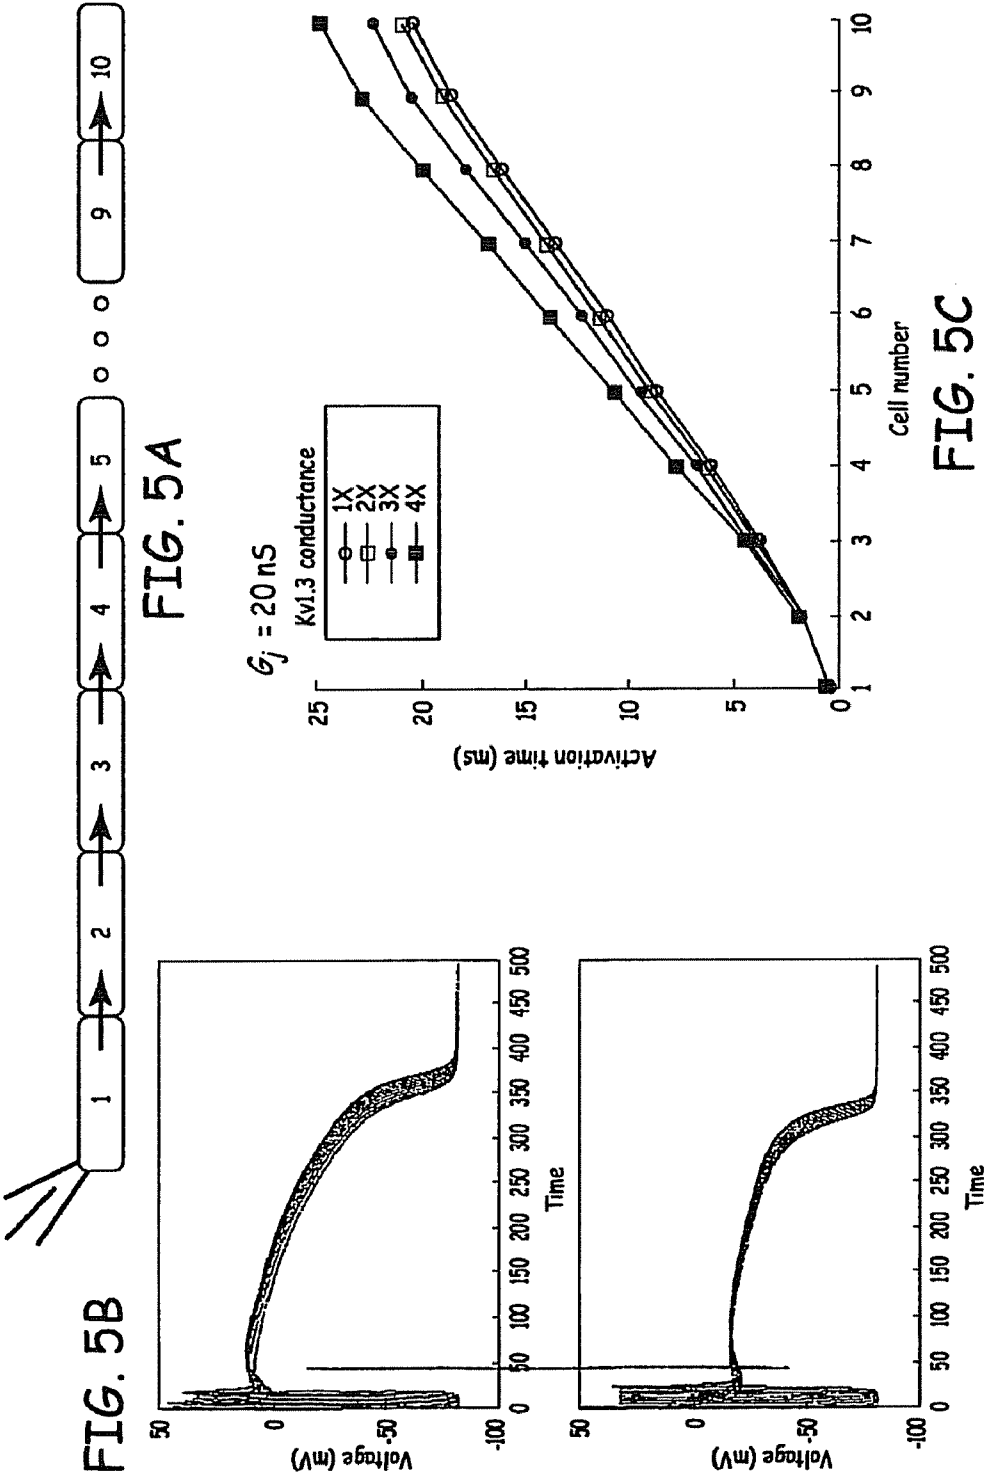 1
2
3
4
5
9
10
FIG. 5A
FIG. 5B
50
0
-50
-100
Voltage (mV)
0 50 100 150 200 250 300 350 400 450 500
Time
50
0
-50
-100
Voltage (mV)
0 50 100 150 200 250 300 350 400 450 500
Time
Gj = 20 nS
Kv1.3 conductance
1X
2X
3X
4X
25
20
15
10
5
0
Activation time (ms)
1 2 3 4 5 6 7 8 9 10
Cell number
FIG. 5C